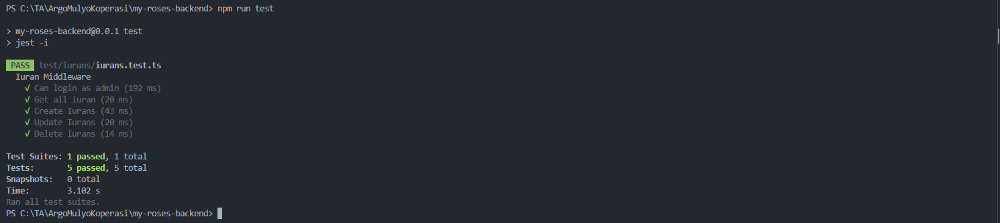 PS C:\TA\ArgoMulyoKoperasi\my-roses-backend> npm run test
> my-roses-backend@0.0.1 test
> jest -i
PASS test/iurans/iurans.test.ts
Iuran Middleware
√ Can login as admin (192 ms)
√ Get all iuran (20 ms)
√ Create Iurans (43 ms)
√ Update Iurans (20 ms)
√ Delete Iurans (14 ms)
Test Suites: 1 passed, 1 total
Tests: 5 passed, 5 total
Snapshots: 0 total
Time: 3.102 s
Ran all test suites.
PS C:\TA\ArgoMulyoKoperasi\my-roses-backend>